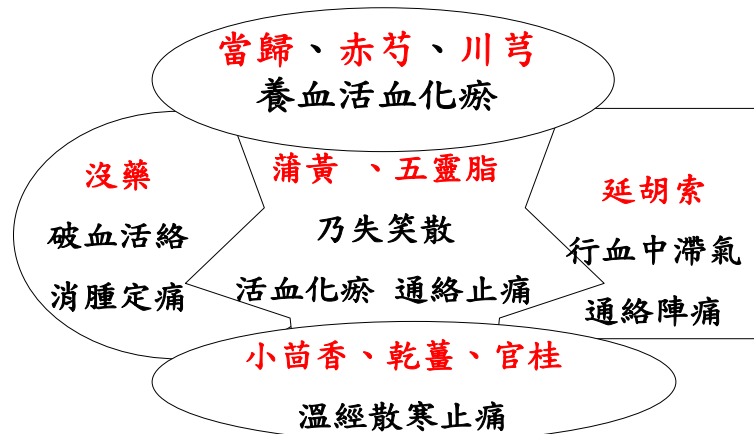 當歸、赤芍、川芎
養血活血化瘀
沒藥
破血活絡
消腫定痛
蒲黃 、五靈脂
乃失笑散
活血化瘀 通絡止痛
延胡索
行血中滯氣
通絡陣痛
小茴香、乾薑、官桂
溫經散寒止痛